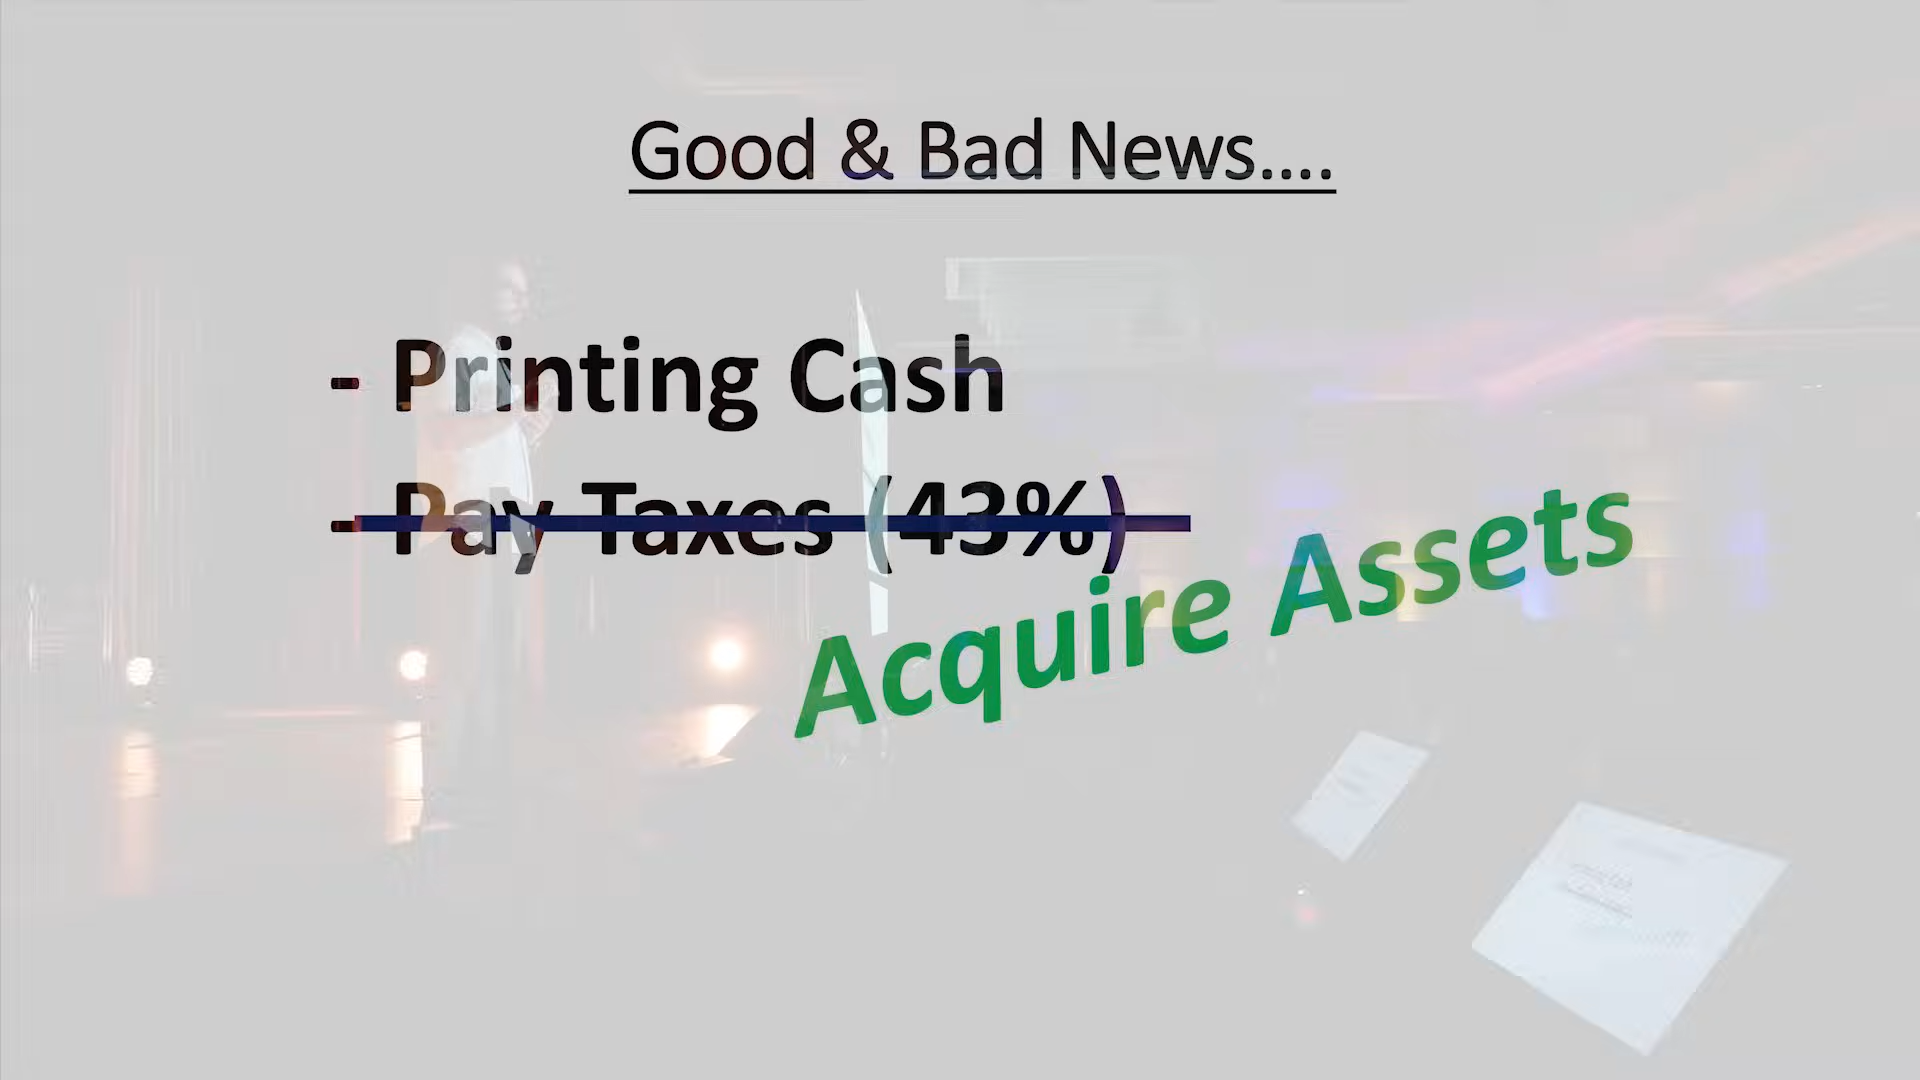 Good & Bad News....
- Printing Cash
- Pay Taxes (43%)
Acquire Assets